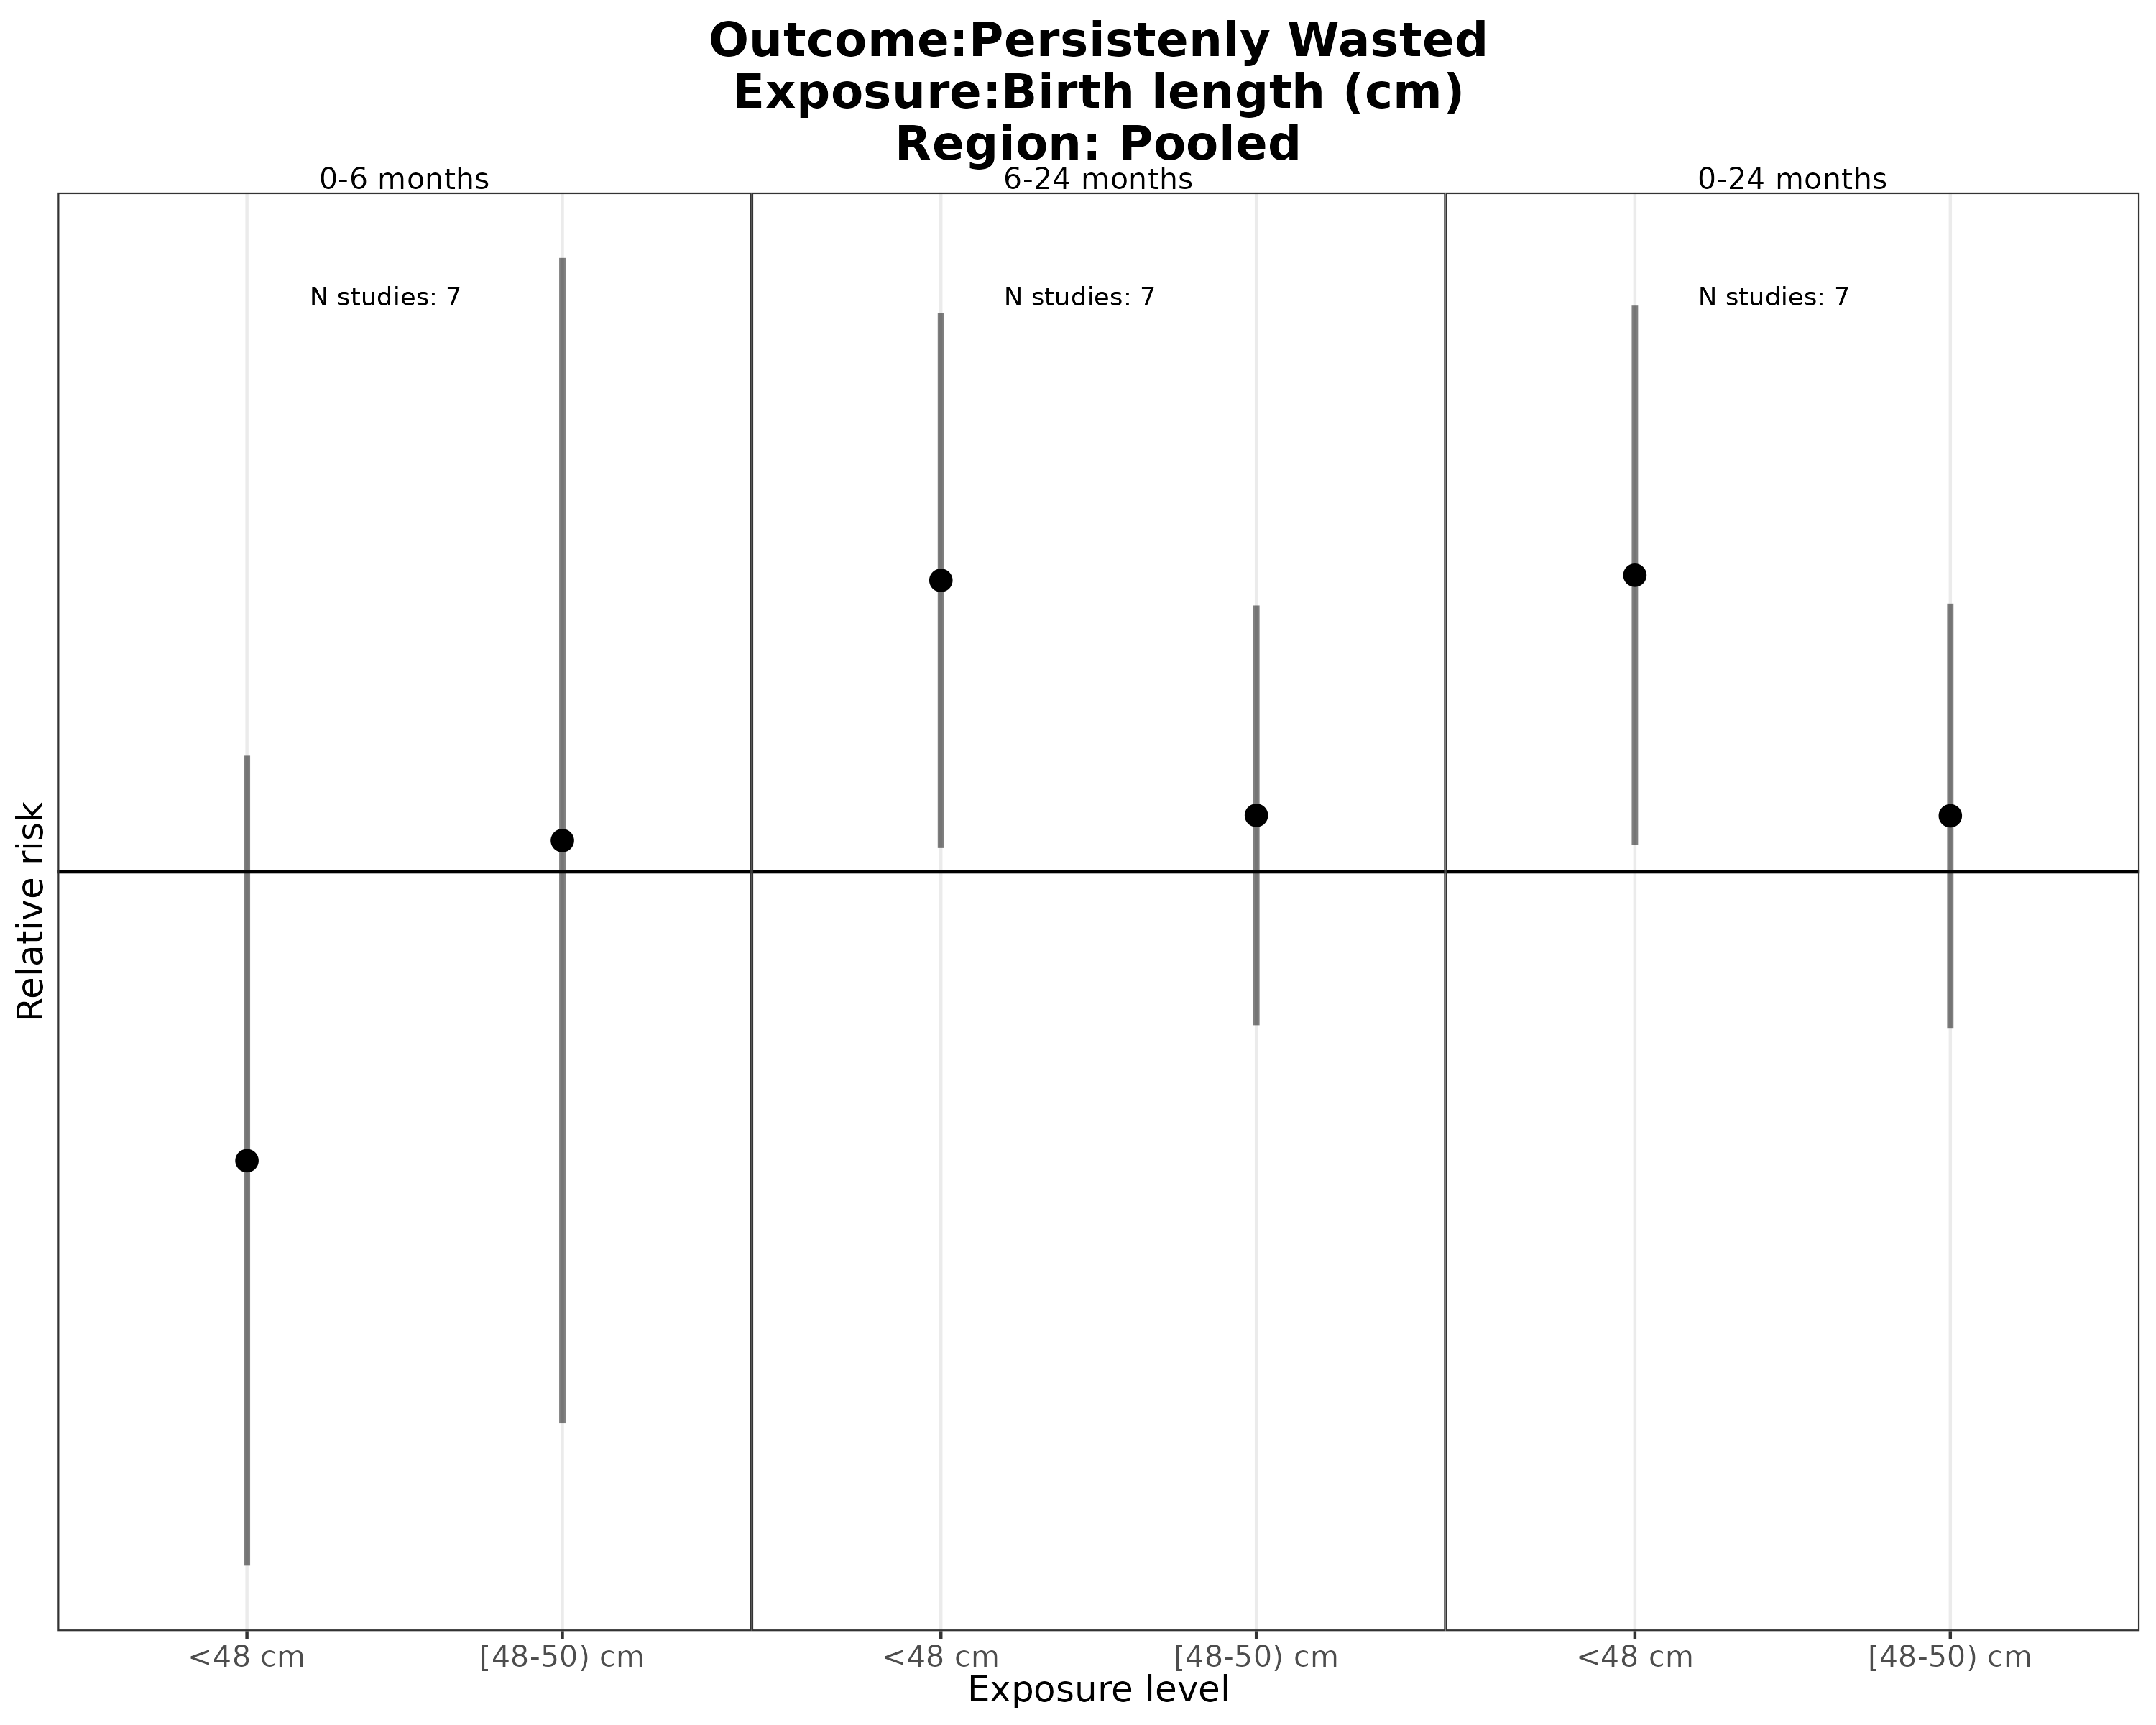 Outcome:Persistenly Wasted
Exposure:Birth length (cm)
Region: Pooled
0-6 months
6-24 months
0-24 months
N studies: 7
N studies: 7
N studies: 7
Relative risk
<48 cm
[48-50) cm
<48 cm
[48-50) cm
<48 cm
[48-50) cm
Exposure level